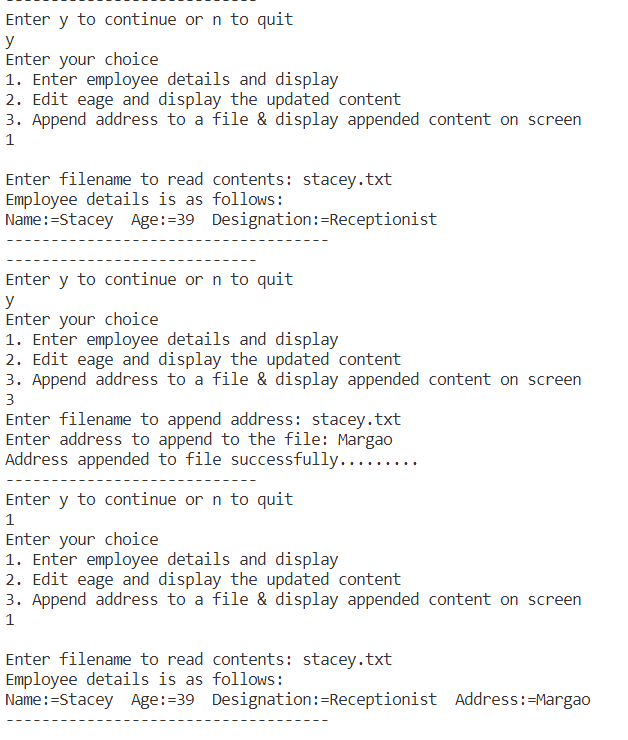 ----------------------------
Enter y to continue or n to quit
y
Enter your choice
1. Enter employee details and display
2. Edit eage and display the updated content
3. Append address to a file & display appended content on screen
1
Enter filename to read contents: stacey.txt
Employee details is as follows:
Name:=Stacey  Age:=39  Designation:=Receptionist
------------------------------------
----------------------------
Enter y to continue or n to quit
y
Enter your choice
1. Enter employee details and display
2. Edit eage and display the updated content
3. Append address to a file & display appended content on screen
3
Enter filename to append address: stacey.txt
Enter address to append to the file: Margao
Address appended to file successfully.........
----------------------------
Enter y to continue or n to quit
1
Enter your choice
1. Enter employee details and display
2. Edit eage and display the updated content
3. Append address to a file & display appended content on screen
1
Enter filename to read contents: stacey.txt
Employee details is as follows:
Name:=Stacey  Age:=39  Designation:=Receptionist  Address:=Margao
------------------------------------